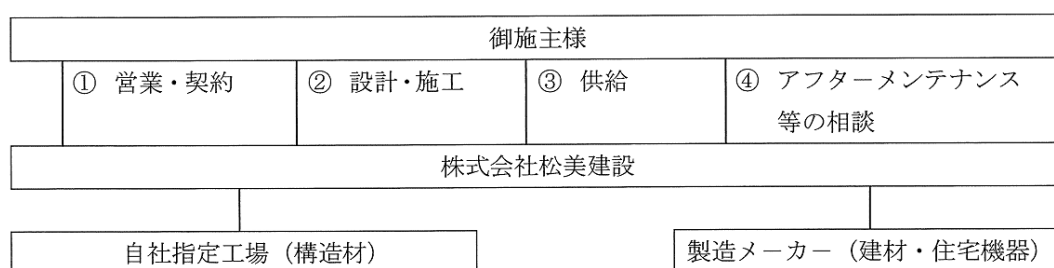 御施主様
① 営業・契約
② 設計・施工
③ 供給
④ アフターメンテナンス
等の相談
株式会社松美建設
自社指定工場（構造材）
製造メーカー（建材・住宅機器）